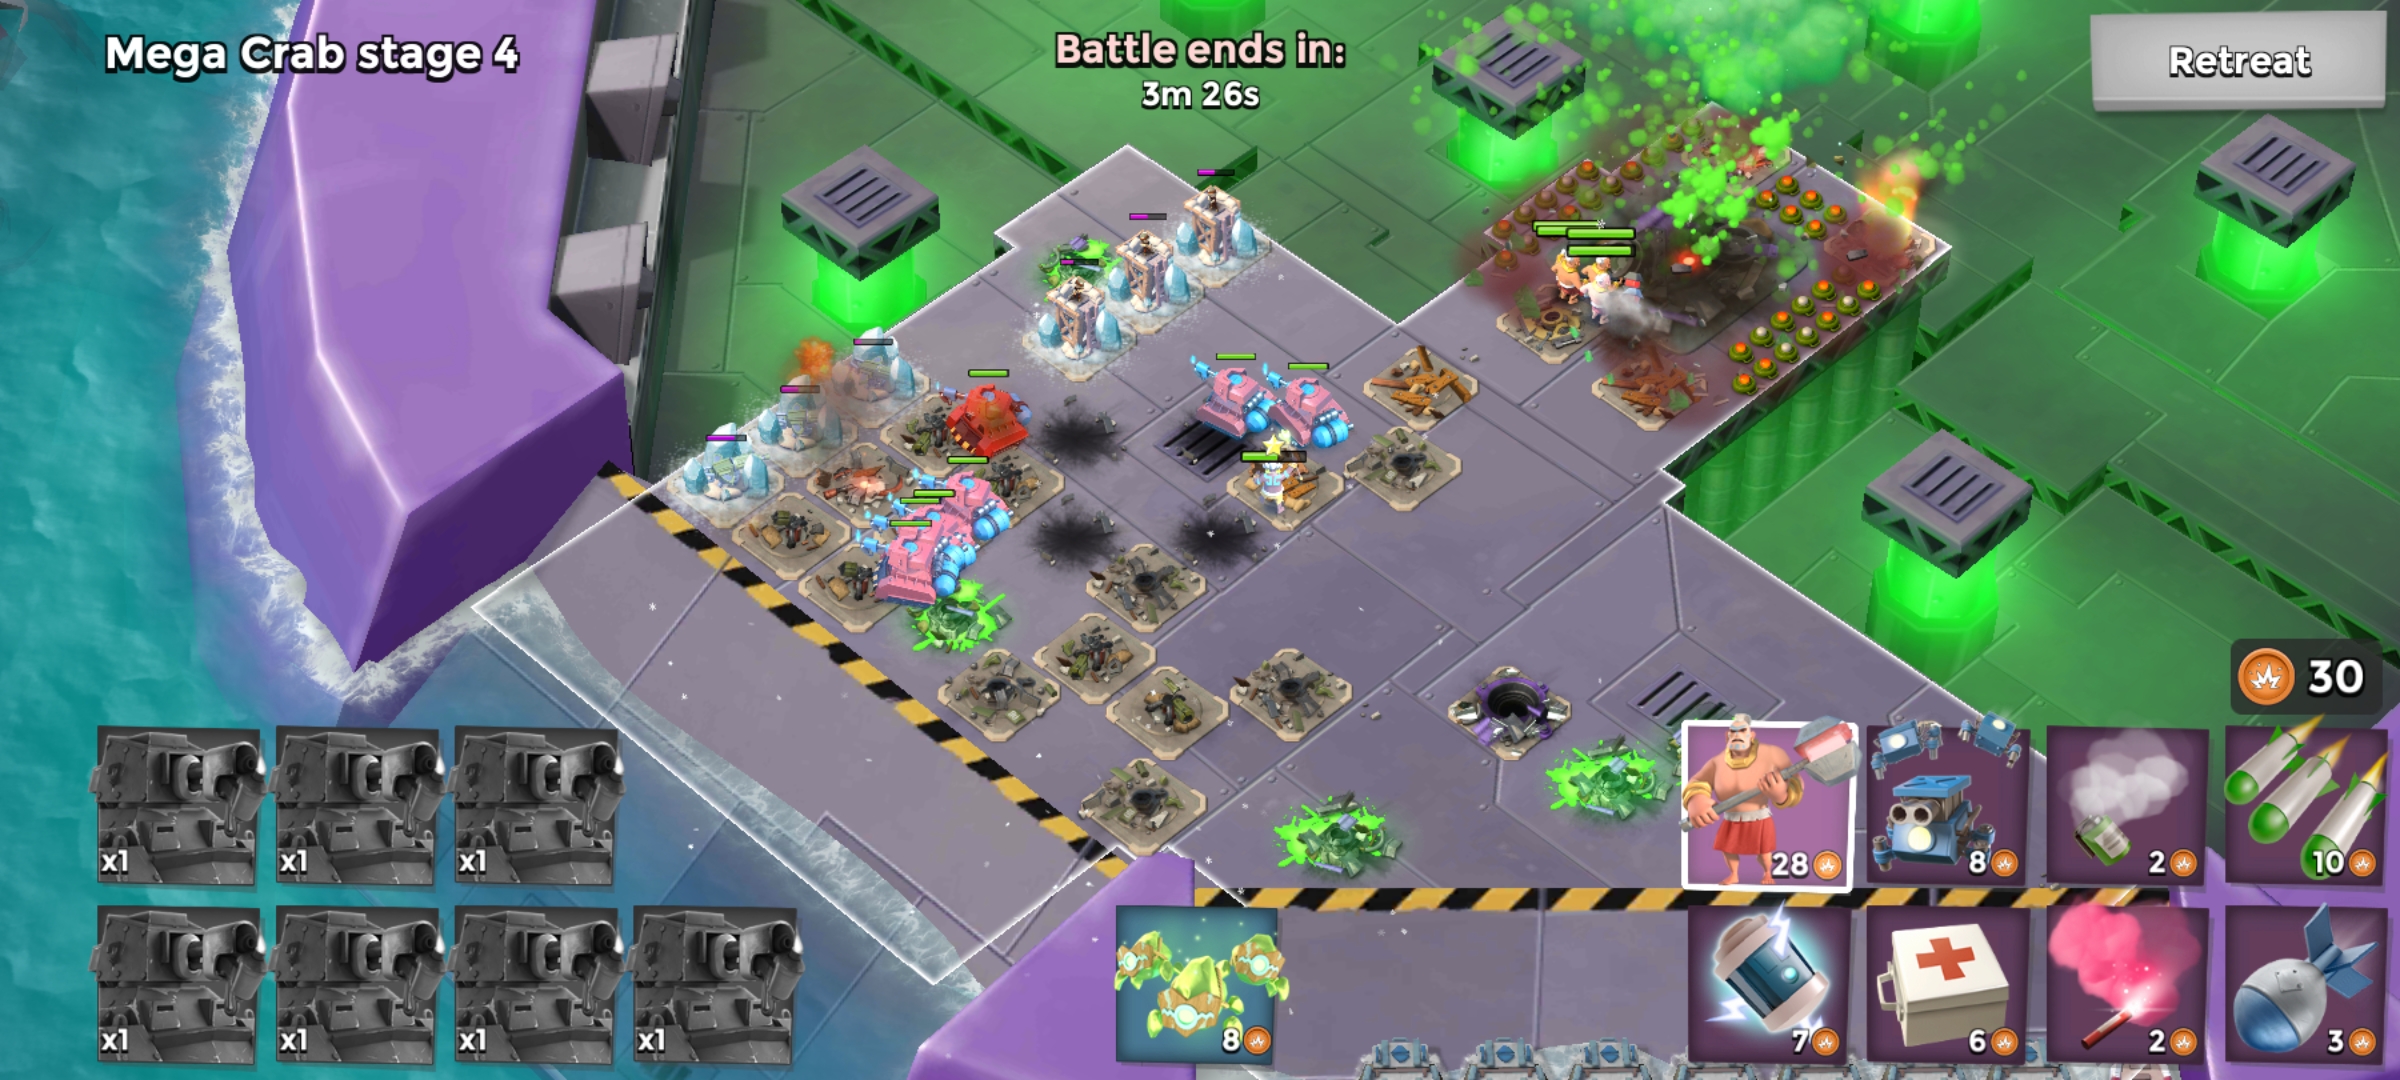 Mega Crab stage 4
Battle ends in:
3m 26s
Retreat
30
x1
x1
x1
28
8
2
10
x1
x1
x1
x1
8
7
6
2
3